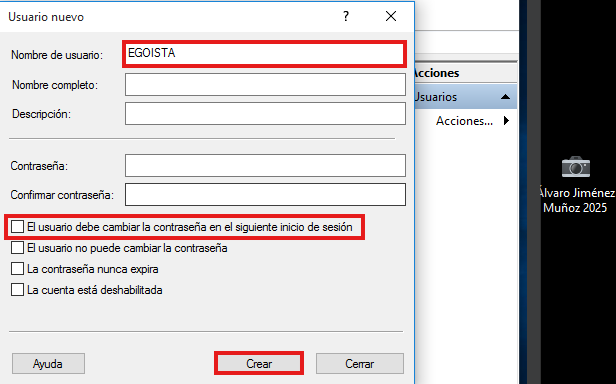 Usuario nuevo
Nombre de usuario:
EGOISTA
Nombre completo:
Descripción:
Contraseña:
Confirmar contraseña:
El usuario debe cambiar la contraseña en el siguiente inicio de sesión
El usuario no puede cambiar la contraseña
La contraseña nunca expira
La cuenta está deshabilitada
Ayuda
Crear
Cerrar
Acciones
Usuarios
Acciones...
Álvaro Jiménez
Muñoz 2025